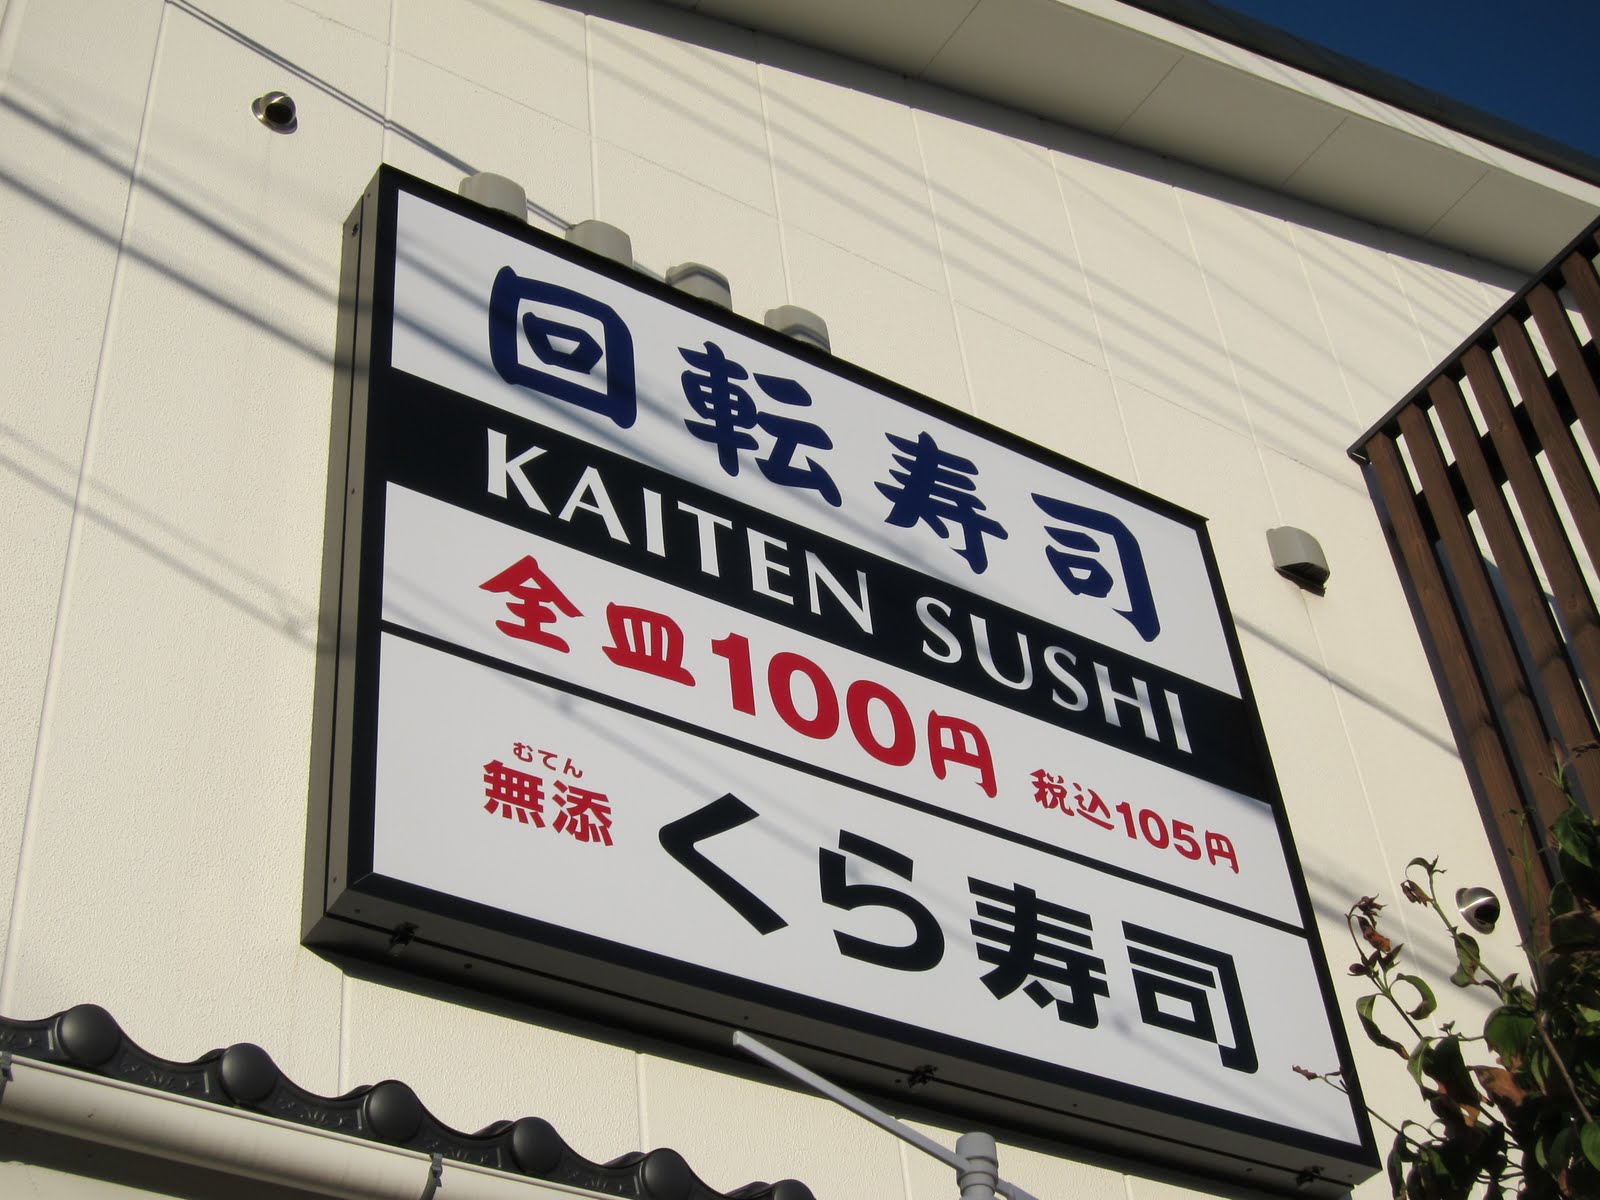 回転寿司
KAITEN SUSHI
全皿100円 税込105円
むてん
無添 くら寿司